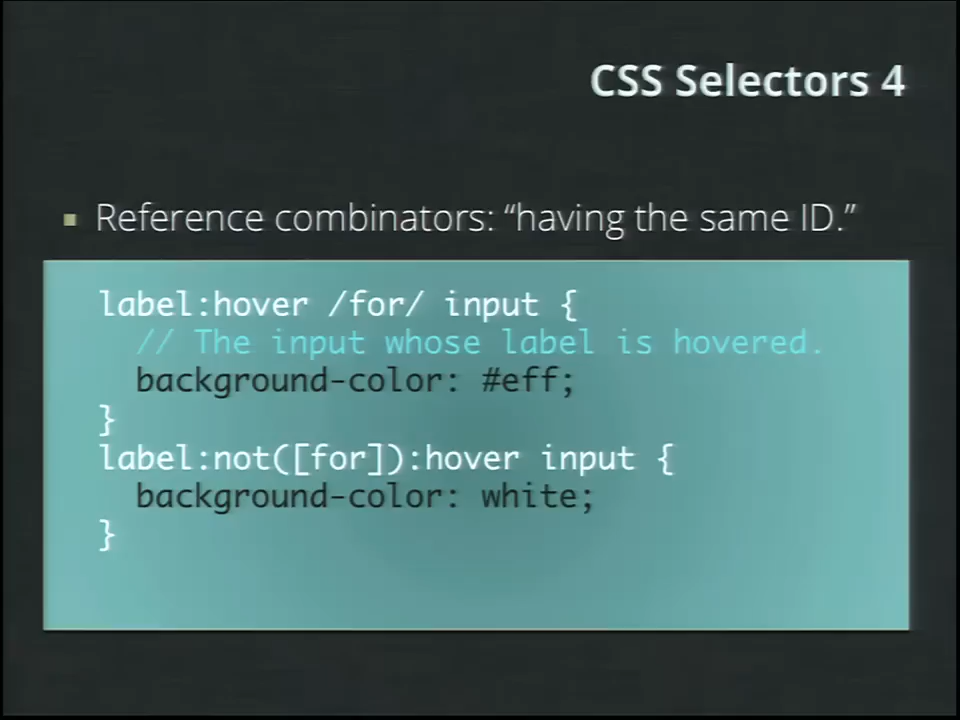 CSS Selectors 4
Reference combinators: “having the same ID.”
label:hover /for/ input {
// The input whose label is hovered.
background-color: #eff;
}
label:not([for]):hover input {
background-color: white;
}